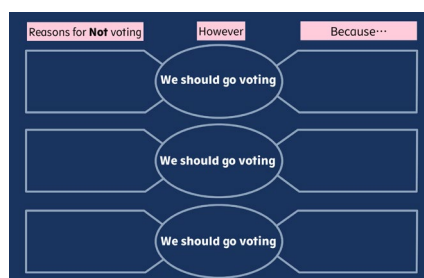 Reasons for Not voting
However
Because⋯
We should go voting
We should go voting
We should go voting